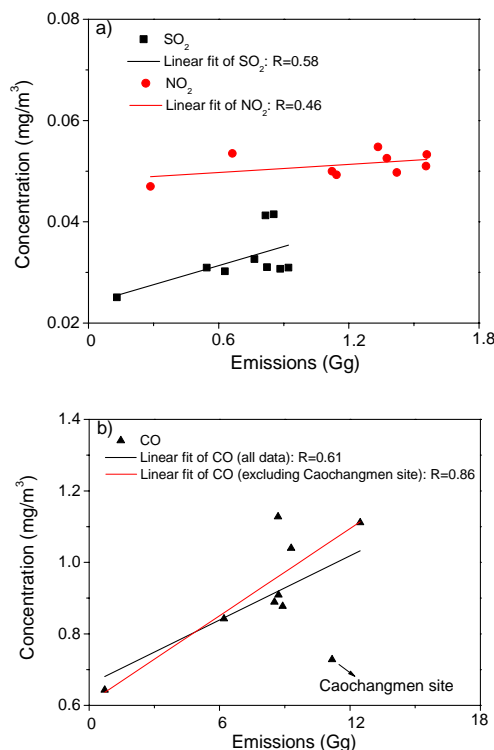 a)
SO2
Linear fit of SO2: R=0.58
NO2
Linear fit of NO2: R=0.46
Concentration (mg/m3)
0.08
0.06
0.04
0.02
0 0.6 1.2 1.8
Emissions (Gg)
b)
CO
Linear fit of CO (all data): R=0.61
Linear fit of CO (excluding Caochangmen site): R=0.86
Concentration (mg/m3)
1.4
1.2
1.0
0.8
0.6
Caochangmen site
0 6 12 18
Emissions (Gg)